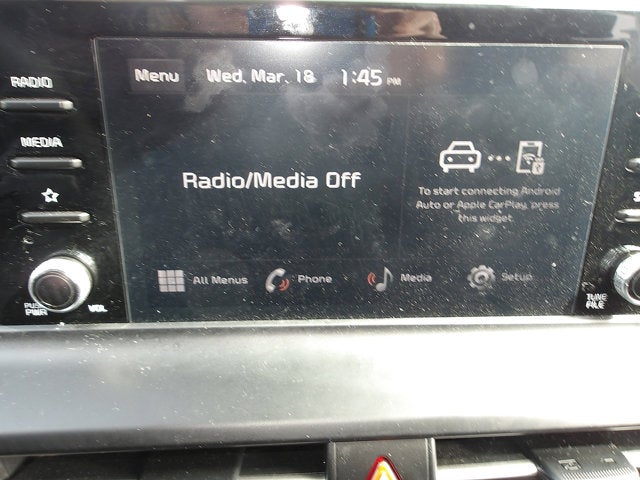 RADIO
MEDIA
PUSH
PWR
VOL
Menu Wed, Mar. 18 1:45 PM
Radio/Media Off
To start connecting Android
Auto or Apple CarPlay, press
this widget.
All Menus Phone Media Setup
TUNE
FILE